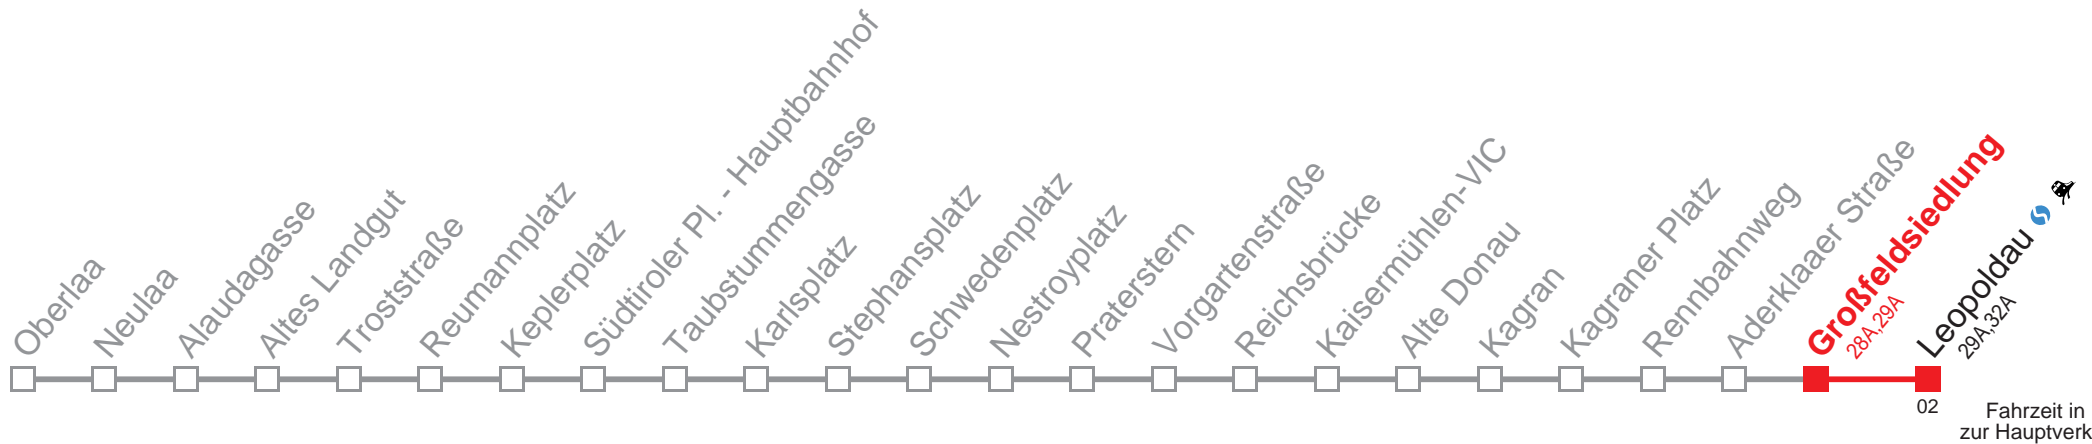 Oberlaa
Neulaa
Alaudagasse
Altes Landgut
Troststraße
Reumannplatz
Keplerplatz
Südtiroler Pl. - Hauptbahnhof
Taubstummengasse
Karlsplatz
Stephansplatz
Schwedenplatz
Nestroyplatz
Praterstern
Vorgartenstraße
Reichsbrücke
Kaisermühlen-VIC
Alte Donau
Kagran
Kagraner Platz
Rennbahnweg
Aderklaaer Straße
Großfeldsiedlung
28A,29A
Leopoldau
29A,32A
02
Fahrzeit in
zur Hauptverk